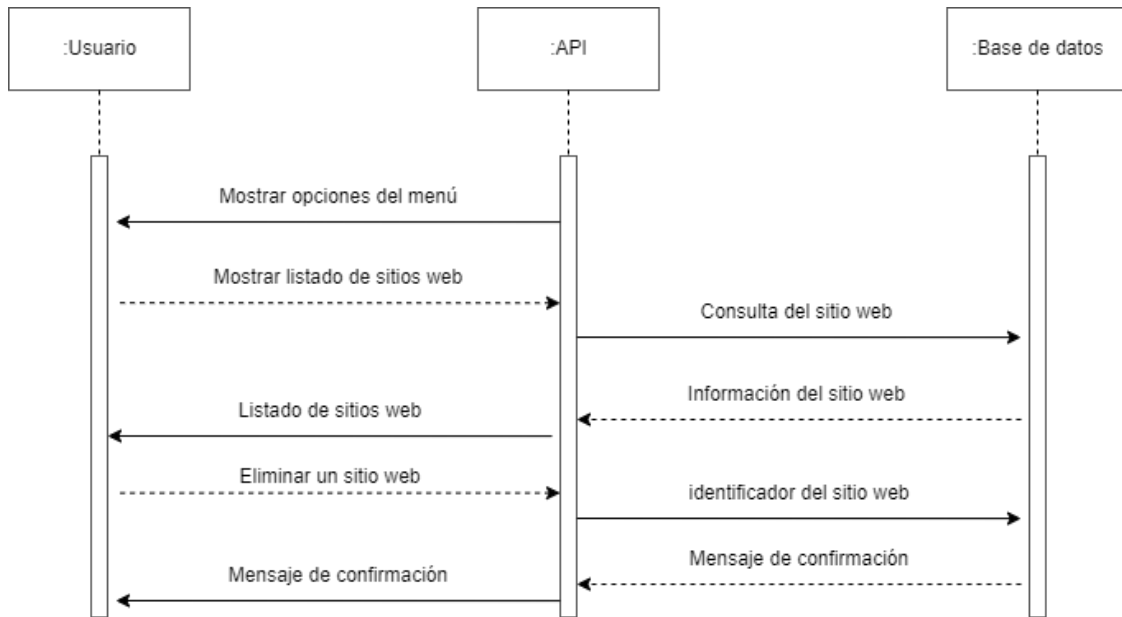 :Usuario
:API
:Base de datos
Mostrar opciones del menú
Mostrar listado de sitios web
Consulta del sitio web
Información del sitio web
Listado de sitios web
Eliminar un sitio web
identificador del sitio web
Mensaje de confirmación
Mensaje de confirmación